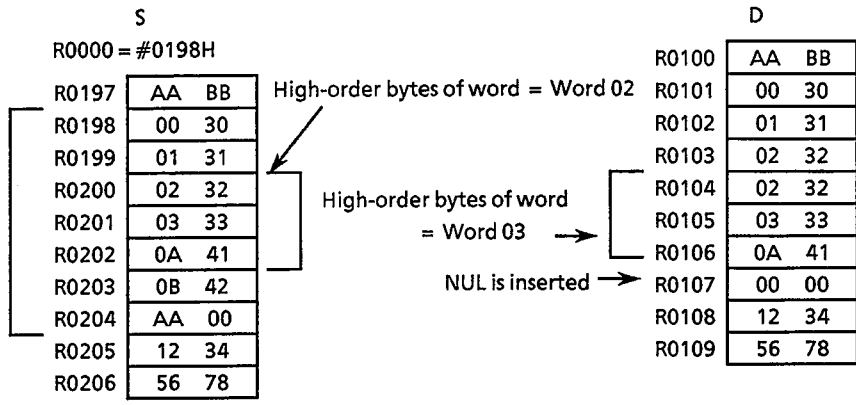 S
R0000 = #0198H
R0197 AA BB
R0198 00 30
R0199 01 31
R0200 02 32
R0201 03 33
R0202 0A 41
R0203 0B 42
R0204 AA 00
R0205 12 34
R0206 56 78
High-order bytes of word = Word 02
High-order bytes of word
= Word 03
NUL is inserted
D
R0100 AA BB
R0101 00 30
R0102 01 31
R0103 02 32
R0104 02 32
R0105 03 33
R0106 0A 41
R0107 00 00
R0108 12 34
R0109 56 78